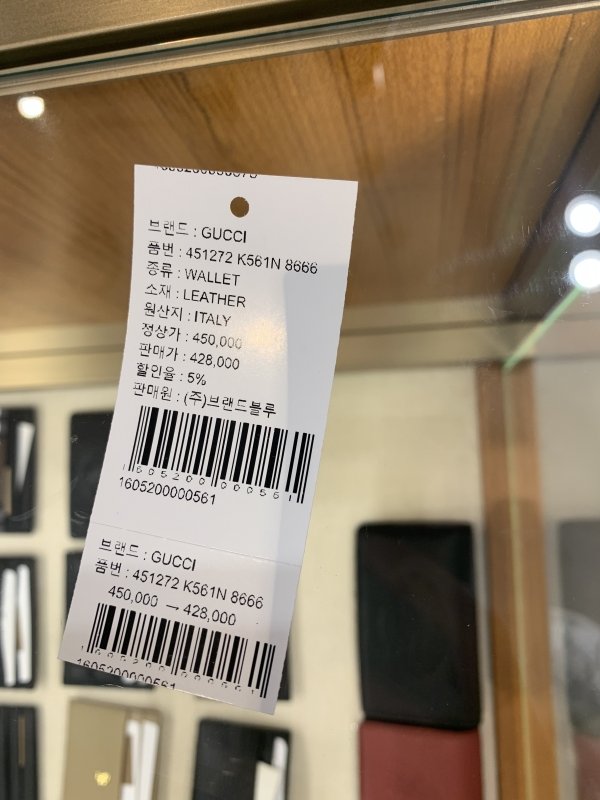 브랜드 : GUCCI
품번 : 451272 K561N 8666
종류 : WALLET
소재 : LEATHER
원산지 : ITALY
정상가 : 450,000
판매가 : 428,000
할인율 : 5%
판매원 : (주)브랜드블루
1605200000561
1605200000561
브랜드 : GUCCI
품번 : 451272 K561N 8666
450,000 → 428,000
1605200000561